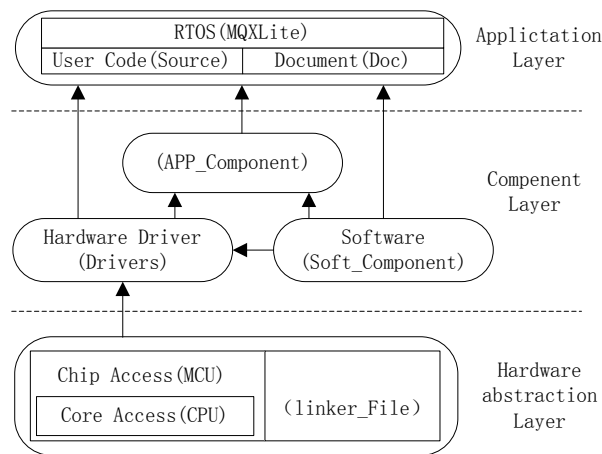 RTOS(MQXLite)
User Code(Source)
Document(Doc)
Applictation
Layer
(APP_Component)
Compenent
Layer
Hardware Driver
(Drivers)
Software
(Soft_Component)
Chip Access(MCU)
Core Access(CPU)
(linker_File)
Hardware
abstraction
Layer